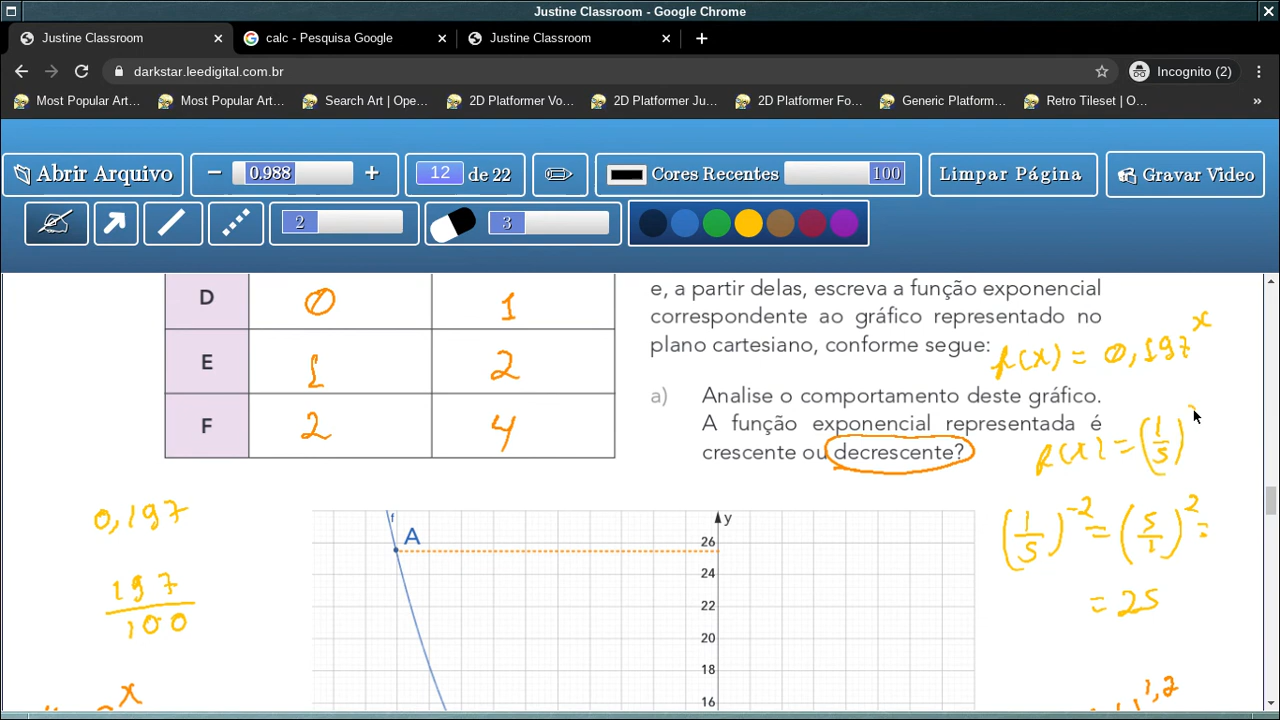 Justine Classroom - Google Chrome
Justine Classroom
calc - Pesquisa Google
Justine Classroom
darkstar.leedigital.com.br
Incognito (2)
Most Popular Art...
Most Popular Art...
Search Art | Ope...
2D Platformer Vo...
2D Platformer Ju...
2D Platformer Fo...
Generic Platform...
Retro Tileset | O...
»
Abrir Arquivo
− 0.988 +
12 de 22
Cores Recentes 100
Limpar Página
Gravar Video
2
3
D 0 1
E 1 2
F 2 4
e, a partir delas, escreva a função exponencial
correspondente ao gráfico representado no
plano cartesiano, conforme segue:
f(x) = 0,197^x
a) Analise o comportamento deste gráfico.
A função exponencial representada é
crescente ou decrescente?
f(x) = (1/5)
(1/5)^-2 = (5/1)^2 =
= 25
0,197
197
100
x
f
A
y
26
24
22
20
18
16
1,2